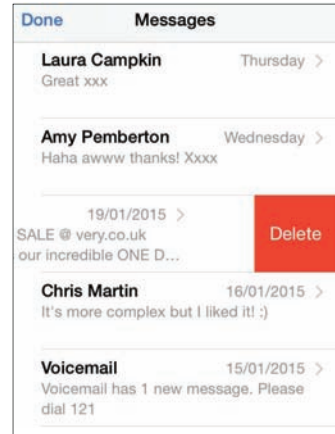 Done Messages
Laura Campkin Thursday >
Great xxx
Amy Pemberton Wednesday >
Haha awww thanks! Xxxx
19/01/2015 >
SALE @ very.co.uk
our incredible ONE D...
Delete
Chris Martin 16/01/2015 >
It's more complex but I liked it! :)
Voicemail 15/01/2015 >
Voicemail has 1 new message. Please
dial 121